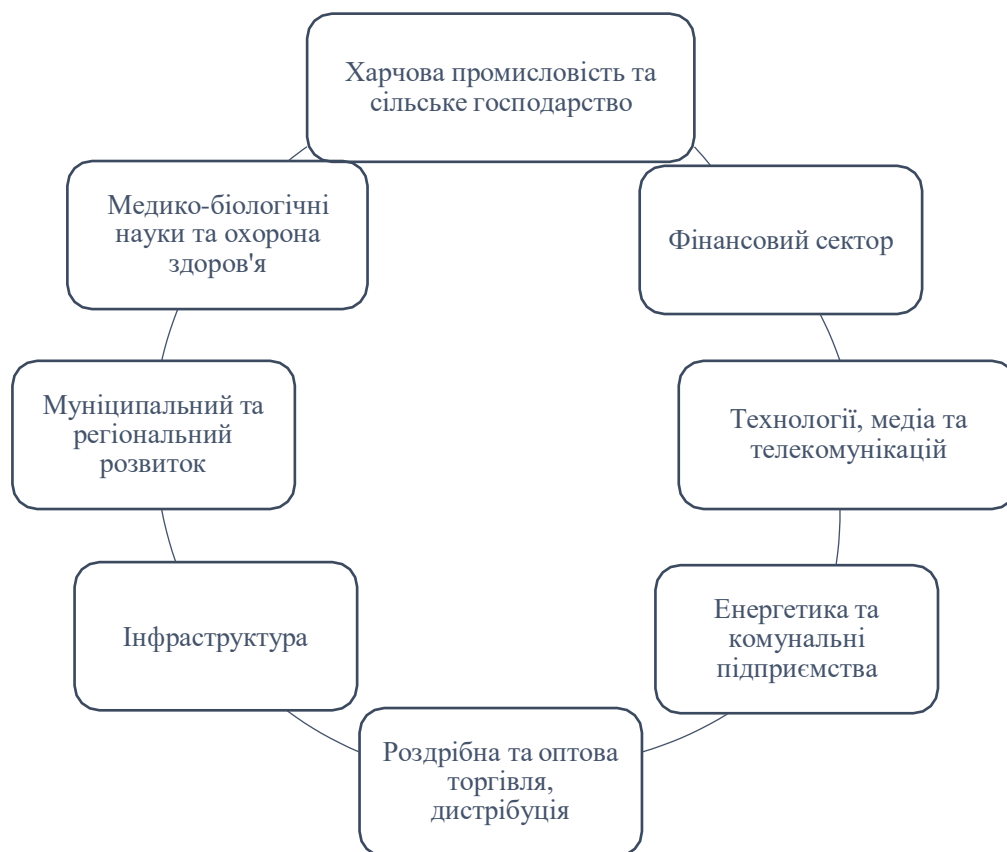 Харчова промисловість та
сільське господарство
Фінансовий сектор
Технології, медіа та
телекомунікацій
Енергетика та
комунальні
підприємства
Роздрібна та оптова
торгівля,
дистрібуція
Інфраструктура
Муніципальний та
регіональний
розвиток
Медико-біологічні
науки та охорона
здоров'я